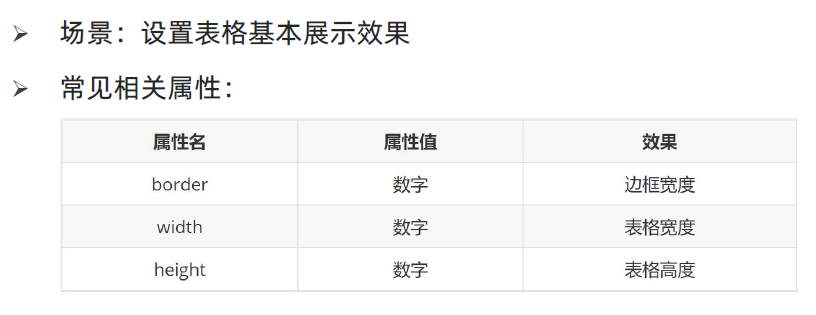 场景：设置表格基本展示效果
常见相关属性：
属性名 属性值 效果
border 数字 边框宽度
width 数字 表格宽度
height 数字 表格高度